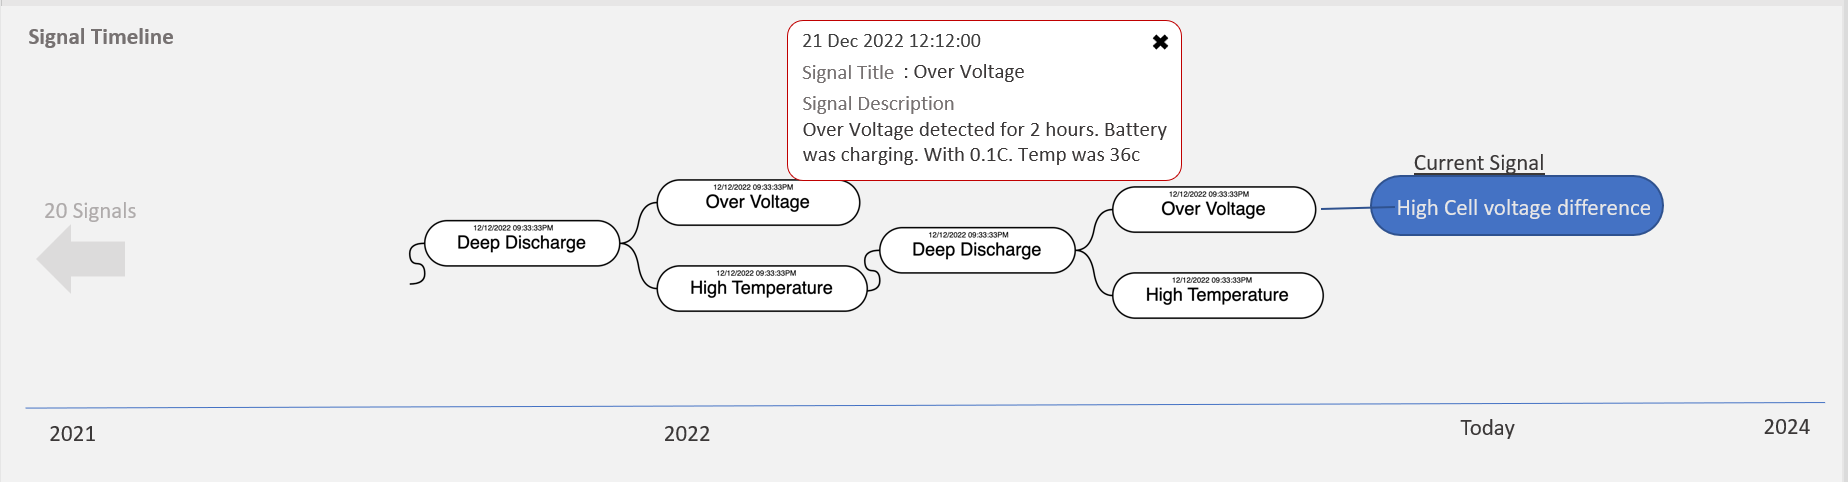 Signal Timeline
21 Dec 2022 12:12:00
✖
Signal Title : Over Voltage
Signal Description
Over Voltage detected for 2 hours. Battery
was charging. With 0.1C. Temp was 36c
20 Signals
12/12/2022 09:33:33PM
Deep Discharge
12/12/2022 09:33:33PM
Over Voltage
12/12/2022 09:33:33PM
High Temperature
12/12/2022 09:33:33PM
Deep Discharge
12/12/2022 09:33:33PM
Over Voltage
12/12/2022 09:33:33PM
High Temperature
Current Signal
High Cell voltage difference
2021
2022
Today
2024